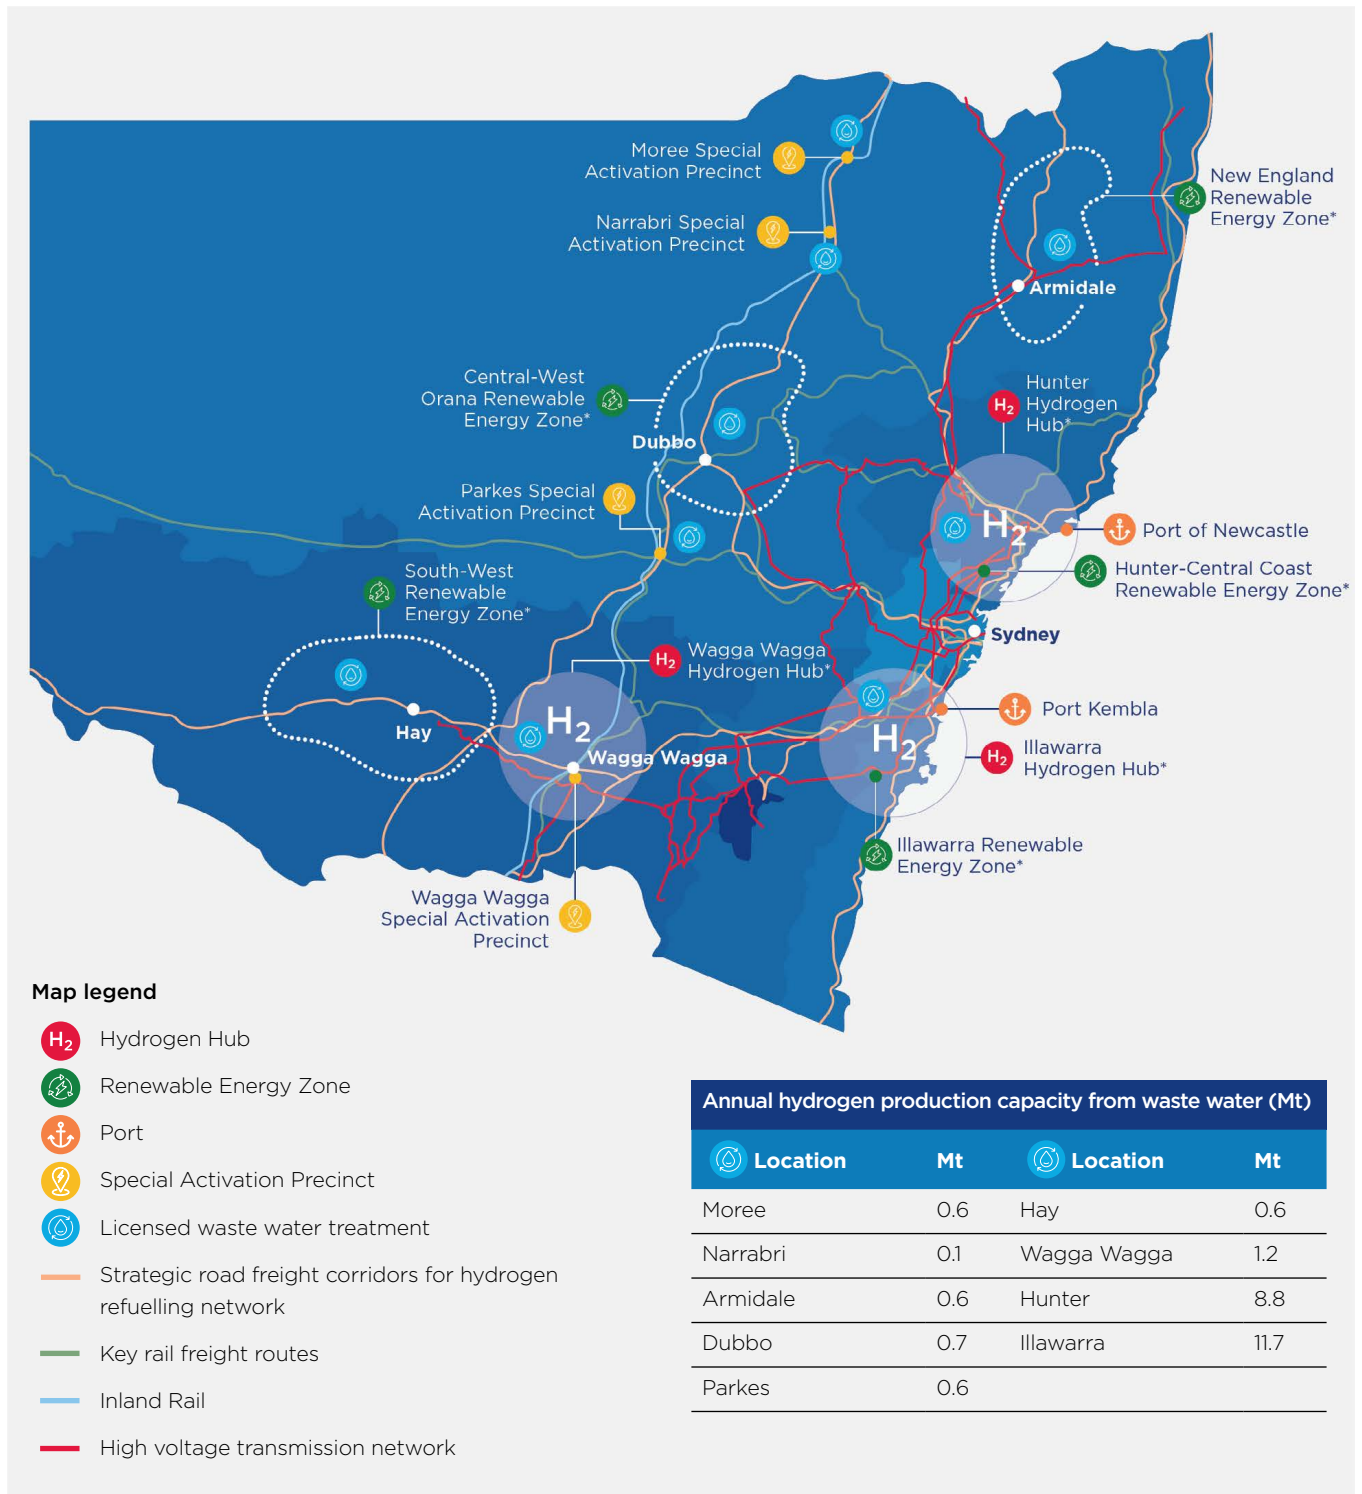 Moree Special
Activation Precinct
New England
Renewable
Energy Zone*
Narrabri Special
Activation Precinct
Armidale
Central-West
Orana Renewable
Energy Zone*
Hunter
Hydrogen
Hub*
H2
Dubbo
Parkes Special
Activation Precinct
H2
Port of Newcastle
South-West
Renewable
Energy Zone*
Hunter-Central Coast
Renewable Energy Zone*
Sydney
H2
Wagga Wagga
Hydrogen Hub*
Hay
H2
Wagga Wagga
H2
Port Kembla
H2
Illawarra
Hydrogen Hub*
Illawarra Renewable
Energy Zone*
Wagga Wagga
Special Activation
Precinct
Map legend
H2 Hydrogen Hub
Renewable Energy Zone
Port
Special Activation Precinct
Licensed waste water treatment
Strategic road freight corridors for hydrogen
refuelling network
Key rail freight routes
Inland Rail
High voltage transmission network
Annual hydrogen production capacity from waste water (Mt)
Location Mt Location Mt
Moree 0.6 Hay 0.6
Narrabri 0.1 Wagga Wagga 1.2
Armidale 0.6 Hunter 8.8
Dubbo 0.7 Illawarra 11.7
Parkes 0.6